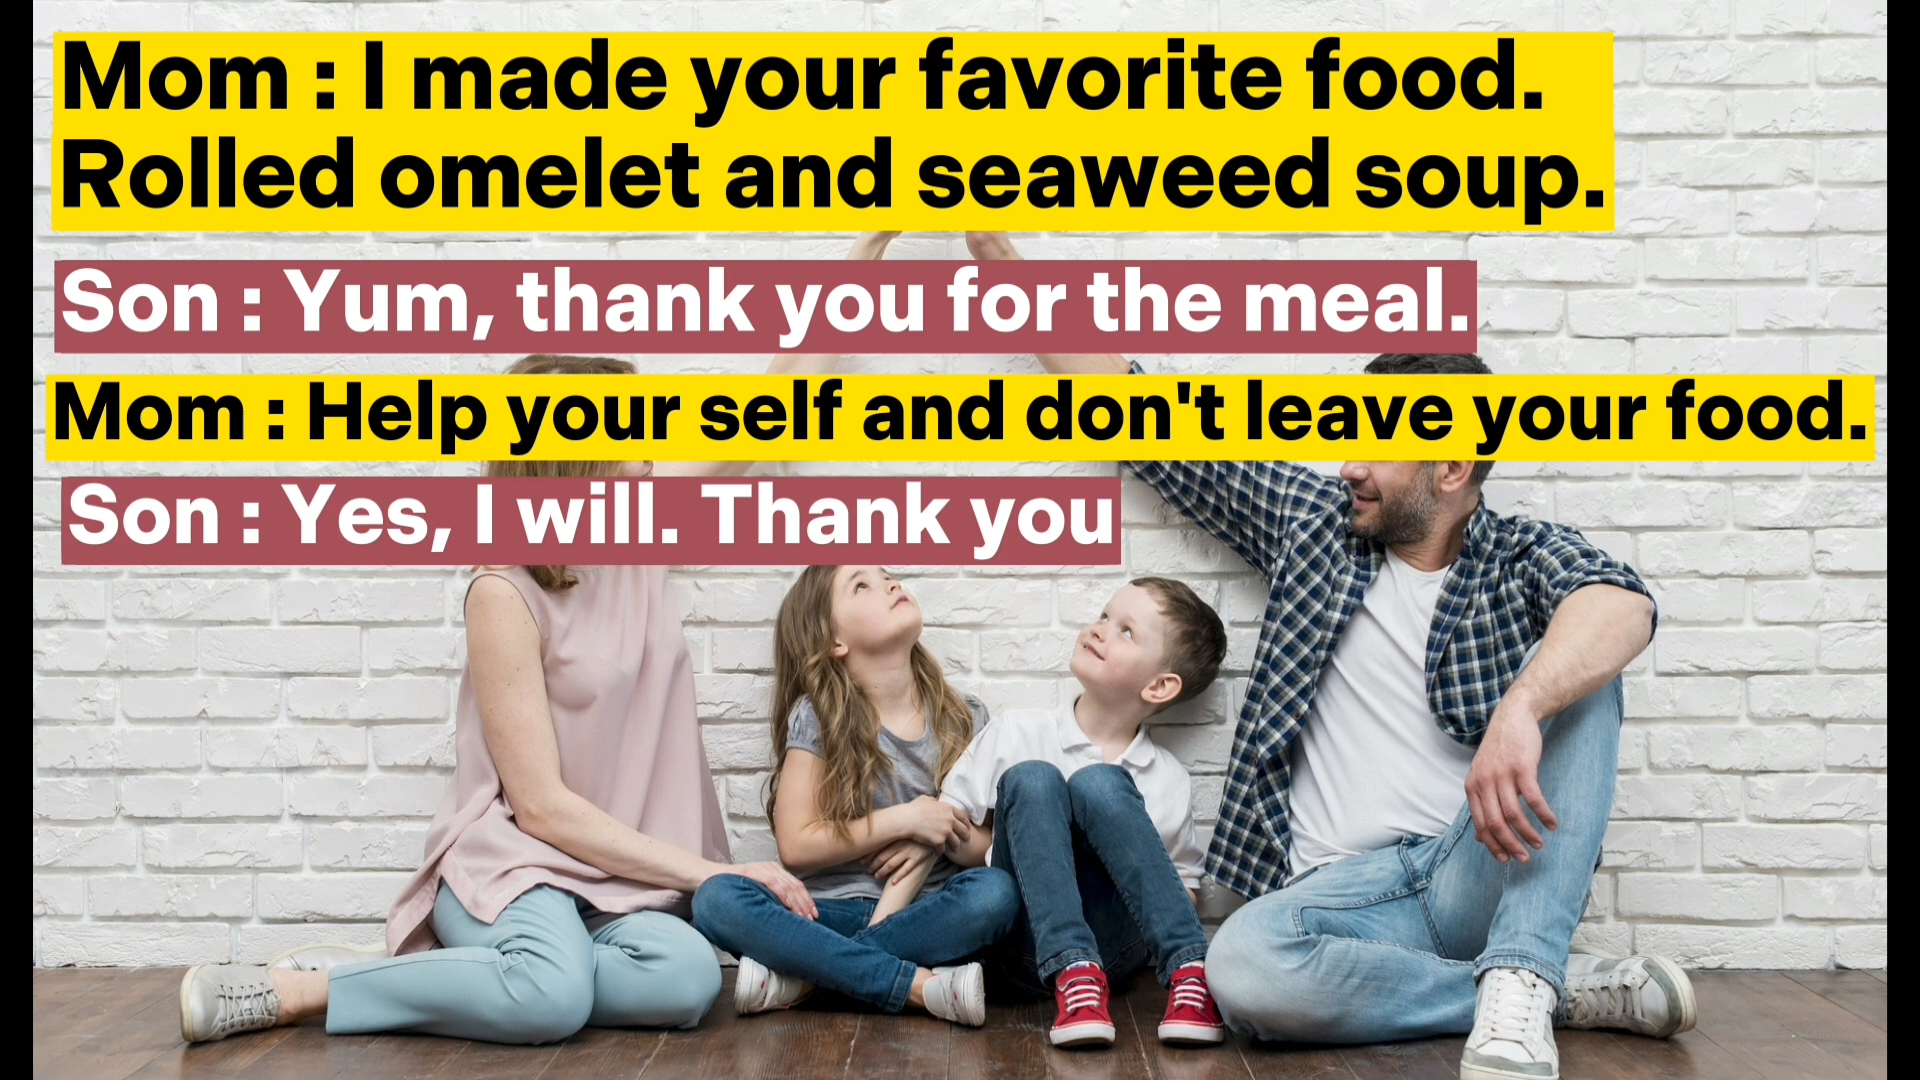 Mom : I made your favorite food.
Rolled omelet and seaweed soup.
Son : Yum, thank you for the meal.
Mom : Help your self and don't leave your food.
Son : Yes, I will. Thank you